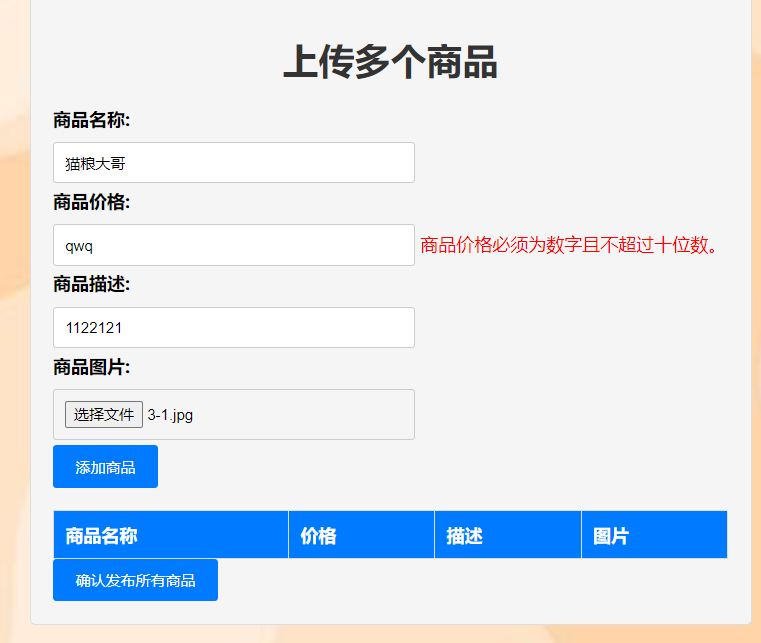 上传多个商品
商品名称:
猫粮大哥
商品价格:
qwq 商品价格必须为数字且不超过十位数。
商品描述:
1122121
商品图片:
选择文件 3-1.jpg
添加商品
商品名称 价格 描述 图片
确认发布所有商品